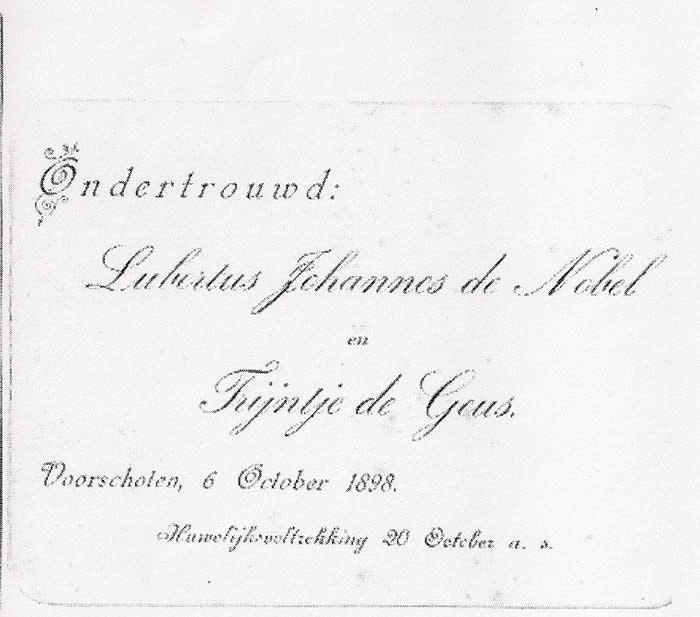 Ondertrouwd:
Lubertus Johannes de Nobel
en
Trijntje de Geus.
Voorschoten, 6 October 1898.
Huwelijksvoltrekking 20 October a. s.